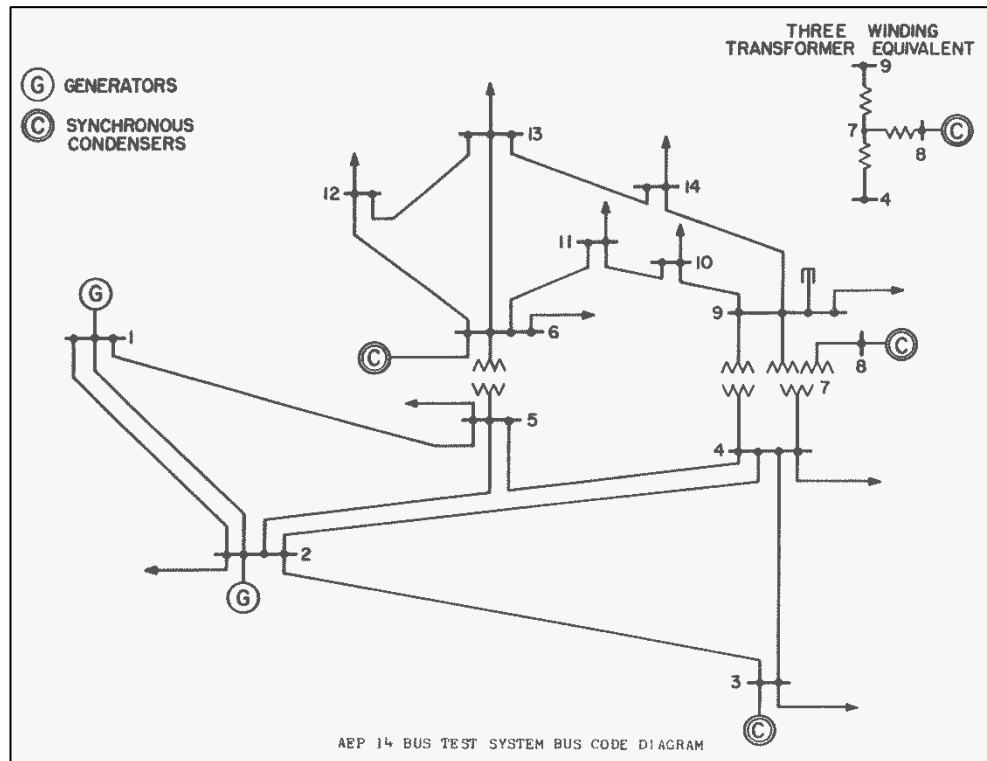 THREE WINDING
TRANSFORMER EQUIVALENT
9
7
C
8
4
G GENERATORS
C SYNCHRONOUS
CONDENSERS
13
12
14
11
10
G
1
9
6
C
8
C
7
5
4
2
G
3
C
AEP 14 BUS TEST SYSTEM BUS CODE DIAGRAM